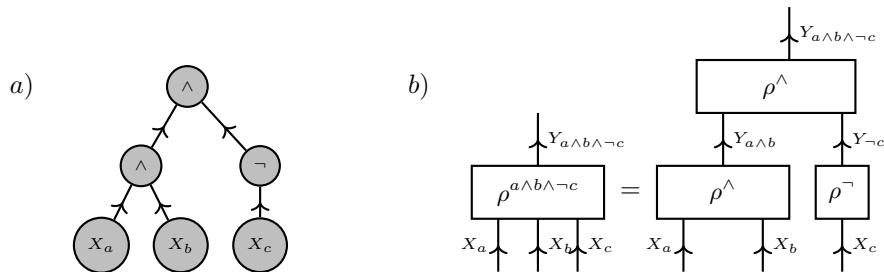 a)
∧
∧ ¬
X_a X_b X_c
b)
Y_{a∧b∧¬c}
ρ^{a∧b∧¬c}
X_a X_b X_c
=
Y_{a∧b∧¬c}
ρ^∧
Y_{a∧b} Y_{¬c}
ρ^∧ ρ^¬
X_a X_b X_c